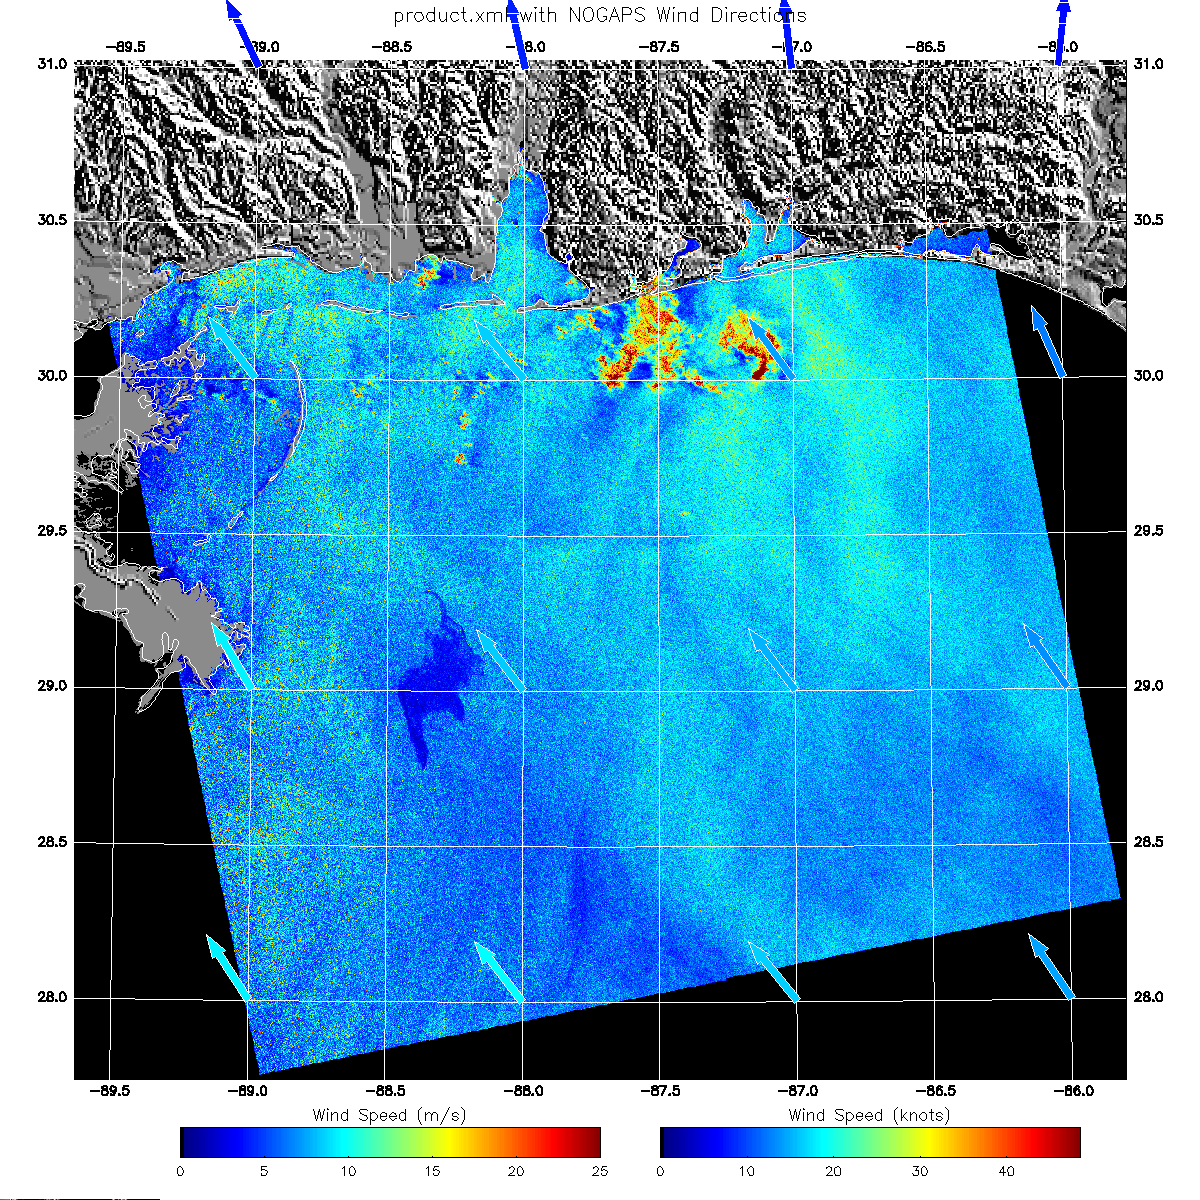 product.xml with NOGAPS Wind Directions
-89.5 -89.0 -88.5 -88.0 -87.5 -87.0 -86.5 -86.0
31.0 31.0
30.5 30.5
30.0 30.0
29.5 29.5
29.0 29.0
28.5 28.5
28.0 28.0
-89.5 -89.0 -88.5 -88.0 -87.5 -87.0 -86.5 -86.0
Wind Speed (m/s) Wind Speed (knots)
0 5 10 15 20 25 0 10 20 30 40